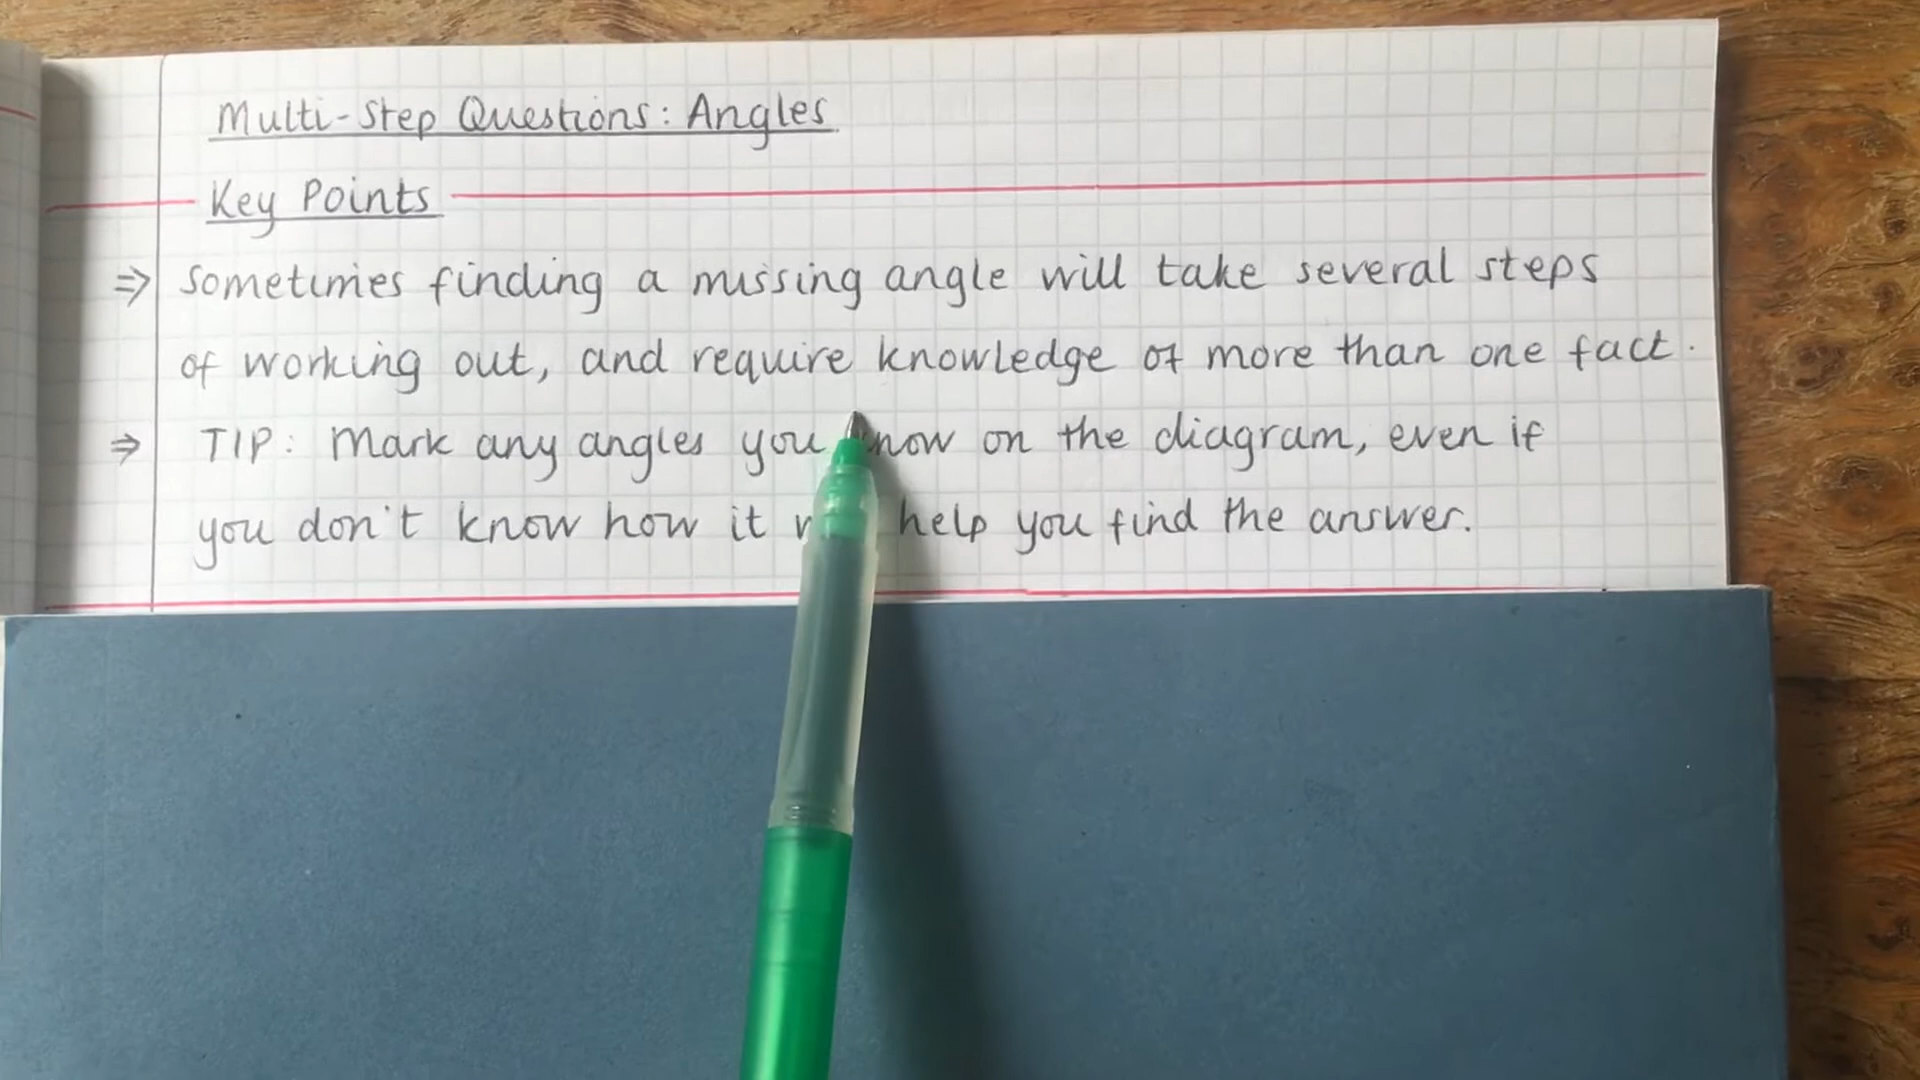 Multi-Step Questions: Angles
Key Points
⇒ Sometimes finding a missing angle will take several steps
of working out, and require knowledge of more than one fact.
⇒ TIP: Mark any angles you know on the diagram, even if
you don't know how it help you find the answer.